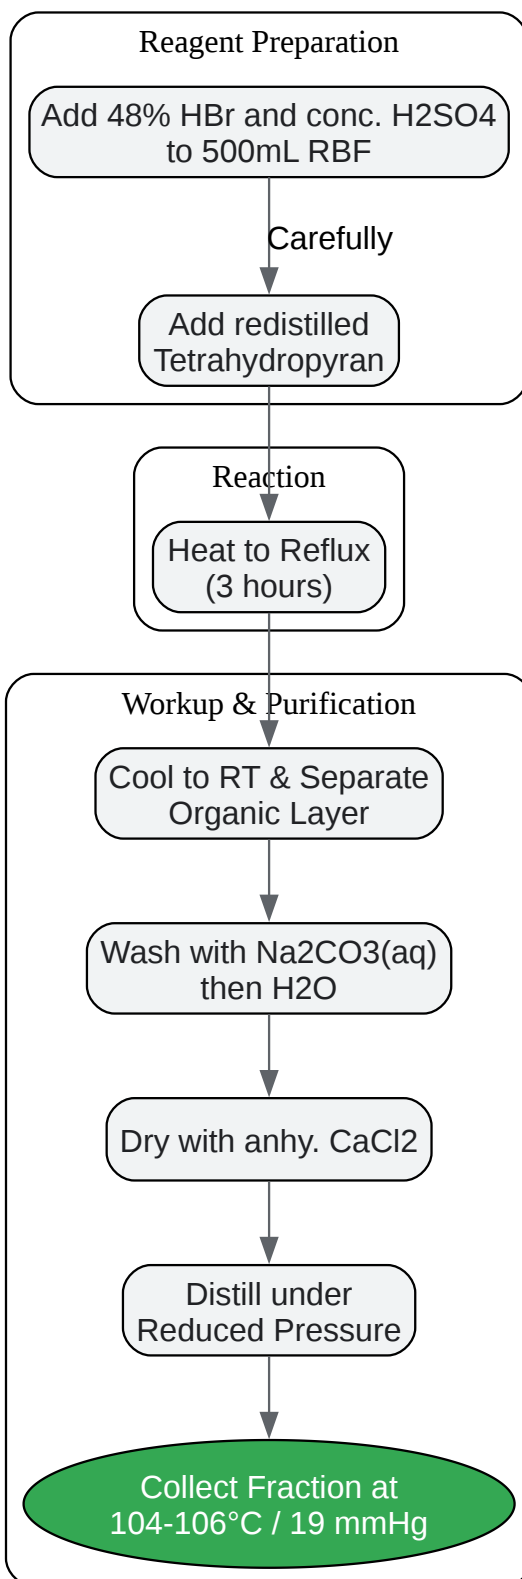 Reagent Preparation
Add 48% HBr and conc. H2SO4
to 500mL RBF
Carefully
Add redistilled
Tetrahydropyran
Reaction
Heat to Reflux
(3 hours)
Workup & Purification
Cool to RT & Separate
Organic Layer
Wash with Na2CO3(aq)
then H2O
Dry with anhy. CaCl2
Distill under
Reduced Pressure
Collect Fraction at
104-106°C / 19 mmHg